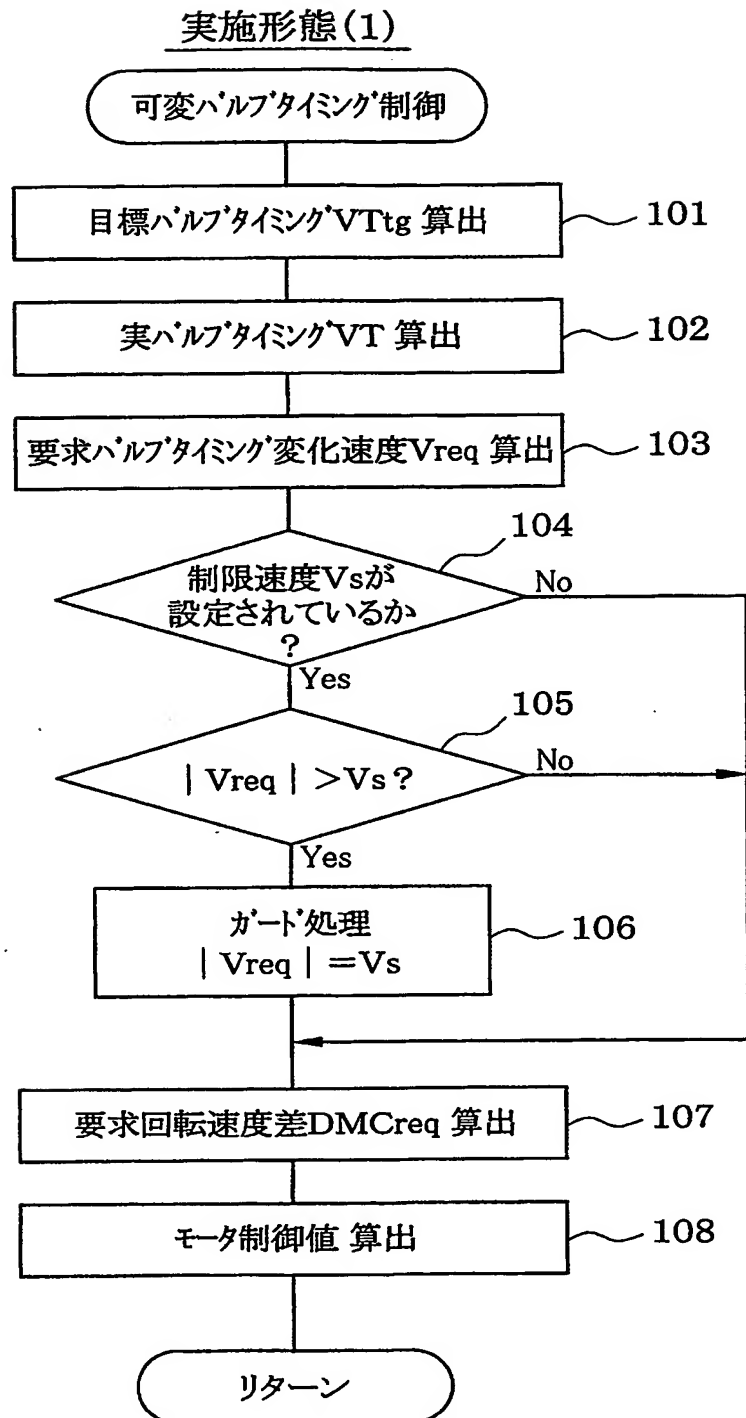 実施形態(1)
可変バルブタイミング制御
目標バルブタイミングVTtg 算出
101
実バルブタイミングVT 算出
102
要求バルブタイミング変化速度Vreq 算出
103
104
制限速度Vsが
設定されているか
?
No
Yes
105
| Vreq | >Vs?
No
Yes
ガード処理
| Vreq | =Vs
106
要求回転速度差DMCreq 算出
107
モータ制御値 算出
108
リターン